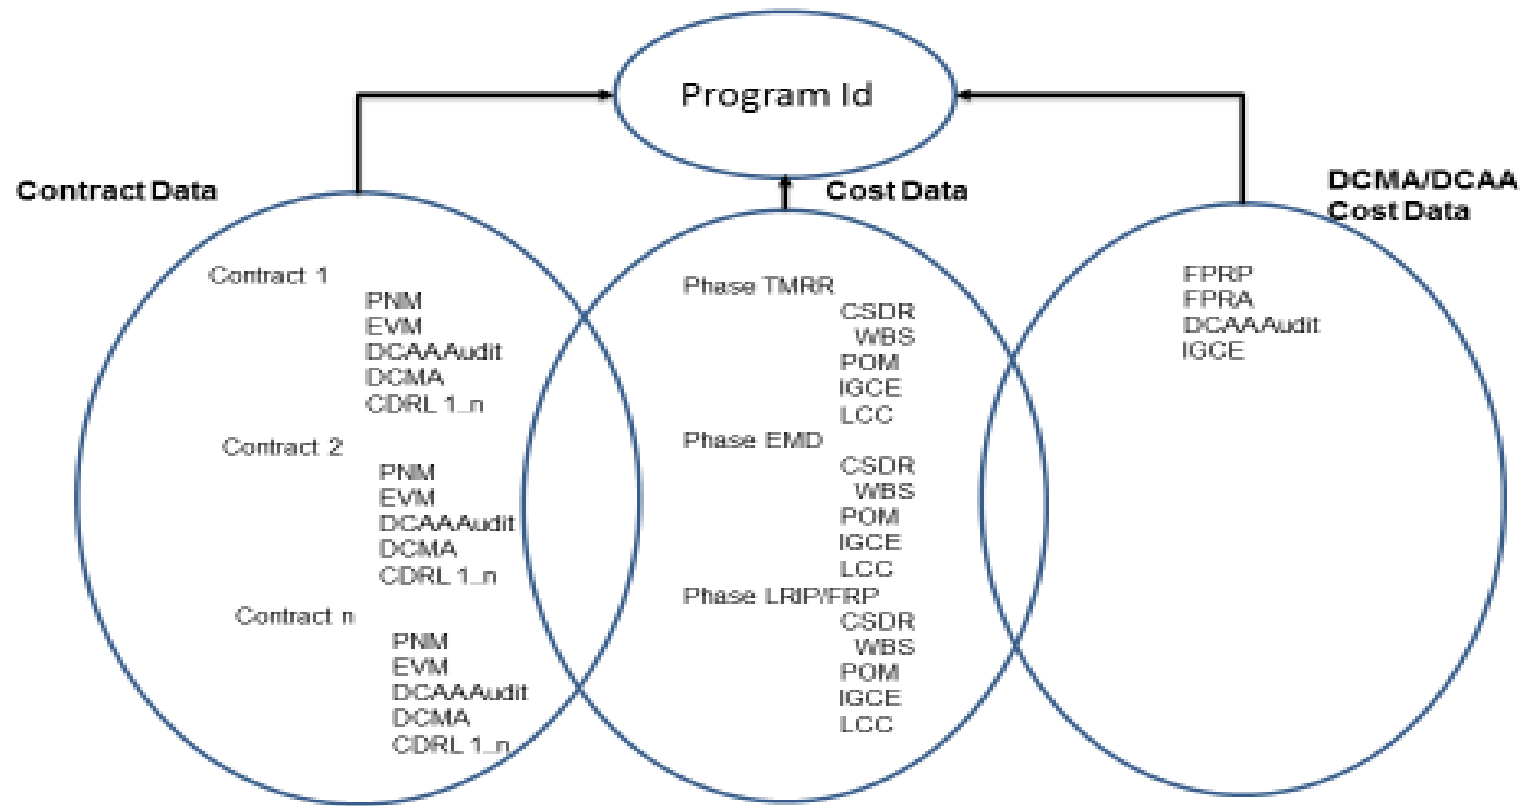 Program Id
Contract Data
Contract 1
PNM
EVM
DCAAAudit
DCMA
CDRL 1..n
Contract 2
PNM
EVM
DCAAAudit
DCMA
CDRL 1..n
Contract n
PNM
EVM
DCAAAudit
DCMA
CDRL 1..n
Cost Data
Phase TMRR
CSDR
WBS
POM
IGCE
LCC
Phase EMD
CSDR
WBS
POM
IGCE
LCC
Phase LRIP/FRP
CSDR
WBS
POM
IGCE
LCC
DCMA/DCAA
Cost Data
FPRP
FPRA
DCAAAudit
IGCE